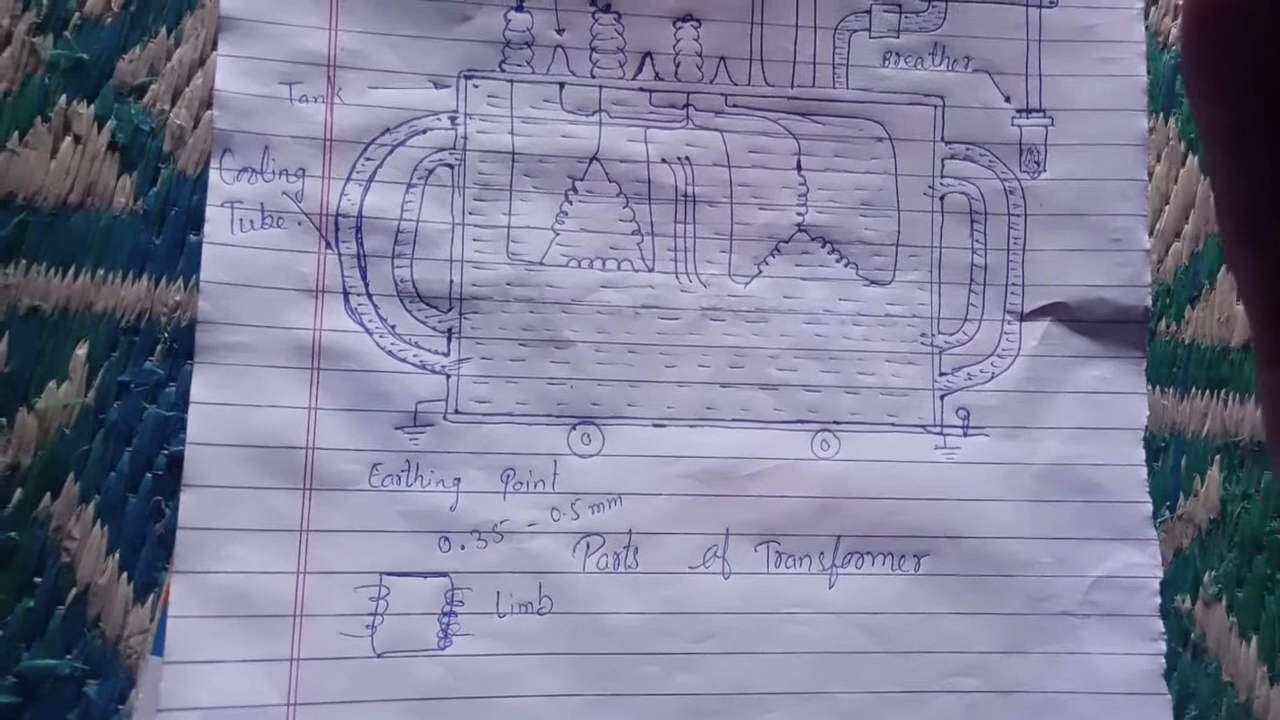 Breather
Tank
Cooling
Tube.
Earthing Point
0.35 - 0.5 mm
Parts of Transformer
Limb